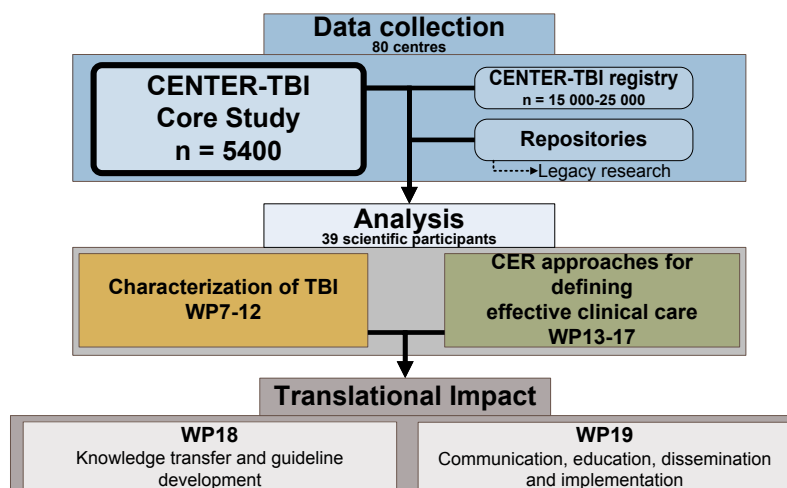 Data collection
80 centres
CENTER-TBI
Core Study
n = 5400
CENTER-TBI registry
n = 15 000-25 000
Repositories
Legacy research
Analysis
39 scientific participants
Characterization of TBI
WP7-12
CER approaches for
defining
effective clinical care
WP13-17
Translational Impact
WP18
Knowledge transfer and guideline
development
WP19
Communication, education, dissemination
and implementation